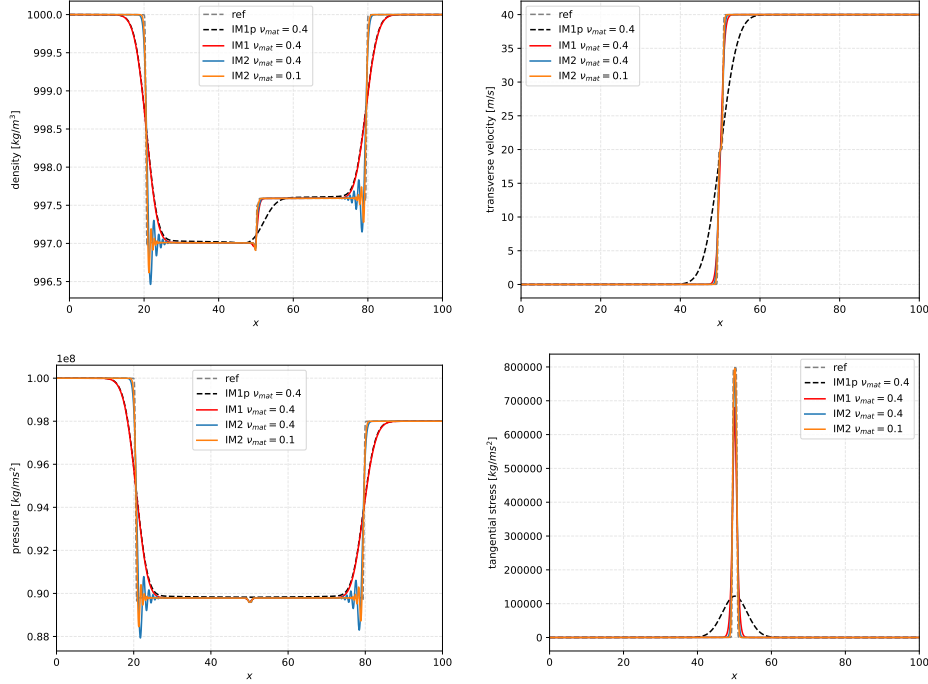 1000.0
999.5
999.0
998.5
998.0
997.5
997.0
996.5
density [kg/m³]
0 20 40 60 80 100
x
ref
IM1p ν_mat = 0.4
IM1 ν_mat = 0.4
IM2 ν_mat = 0.4
IM2 ν_mat = 0.1
40
35
30
25
20
15
10
5
0
transverse velocity [m/s]
0 20 40 60 80 100
x
ref
IM1p ν_mat = 0.4
IM1 ν_mat = 0.4
IM2 ν_mat = 0.4
IM2 ν_mat = 0.1
1e8
1.00
0.98
0.96
0.94
0.92
0.90
0.88
pressure [kg/ms²]
0 20 40 60 80 100
x
ref
IM1p ν_mat = 0.4
IM1 ν_mat = 0.4
IM2 ν_mat = 0.4
IM2 ν_mat = 0.1
800000
700000
600000
500000
400000
300000
200000
100000
0
tangential stress [kg/ms²]
0 20 40 60 80 100
x
ref
IM1p ν_mat = 0.4
IM1 ν_mat = 0.4
IM2 ν_mat = 0.4
IM2 ν_mat = 0.1